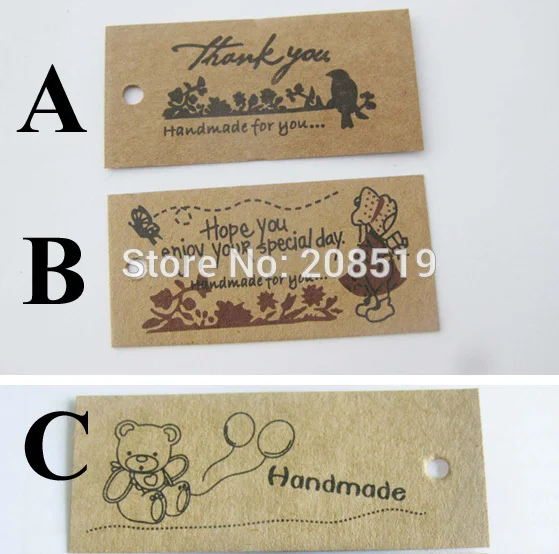 A
Thank you
Handmade for you...
B
Hope you
enjoy your special day.
Store No: 208519
Handmade for you...
C
Handmade